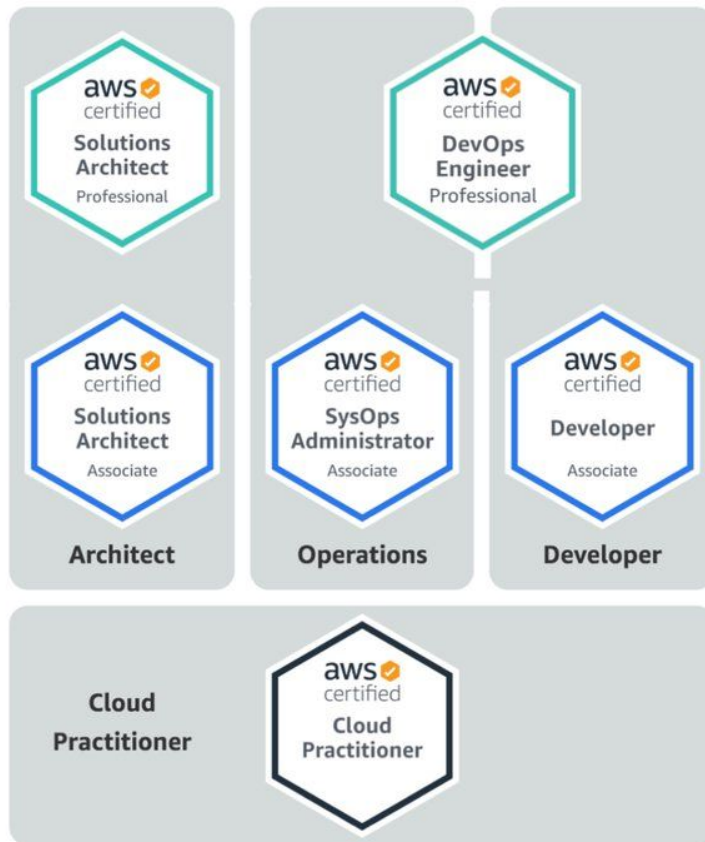 aws
certified
Solutions
Architect
Professional
aws
certified
DevOps
Engineer
Professional
aws
certified
Solutions
Architect
Associate
aws
certified
SysOps
Administrator
Associate
aws
certified
Developer
Associate
Architect
Operations
Developer
Cloud
Practitioner
aws
certified
Cloud
Practitioner